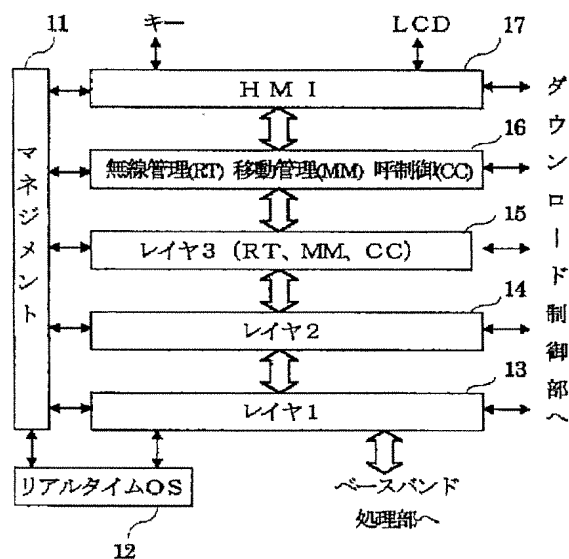 11
キー
LCD
17
HMI
16
無線管理(RT) 移動管理(MM) 呼制御(CC)
15
レイヤ3 (RT、MM、CC)
14
レイヤ2
13
レイヤ1
マネジメント
ダウンロード制御部へ
リアルタイムOS
12
ベースバンド
処理部へ